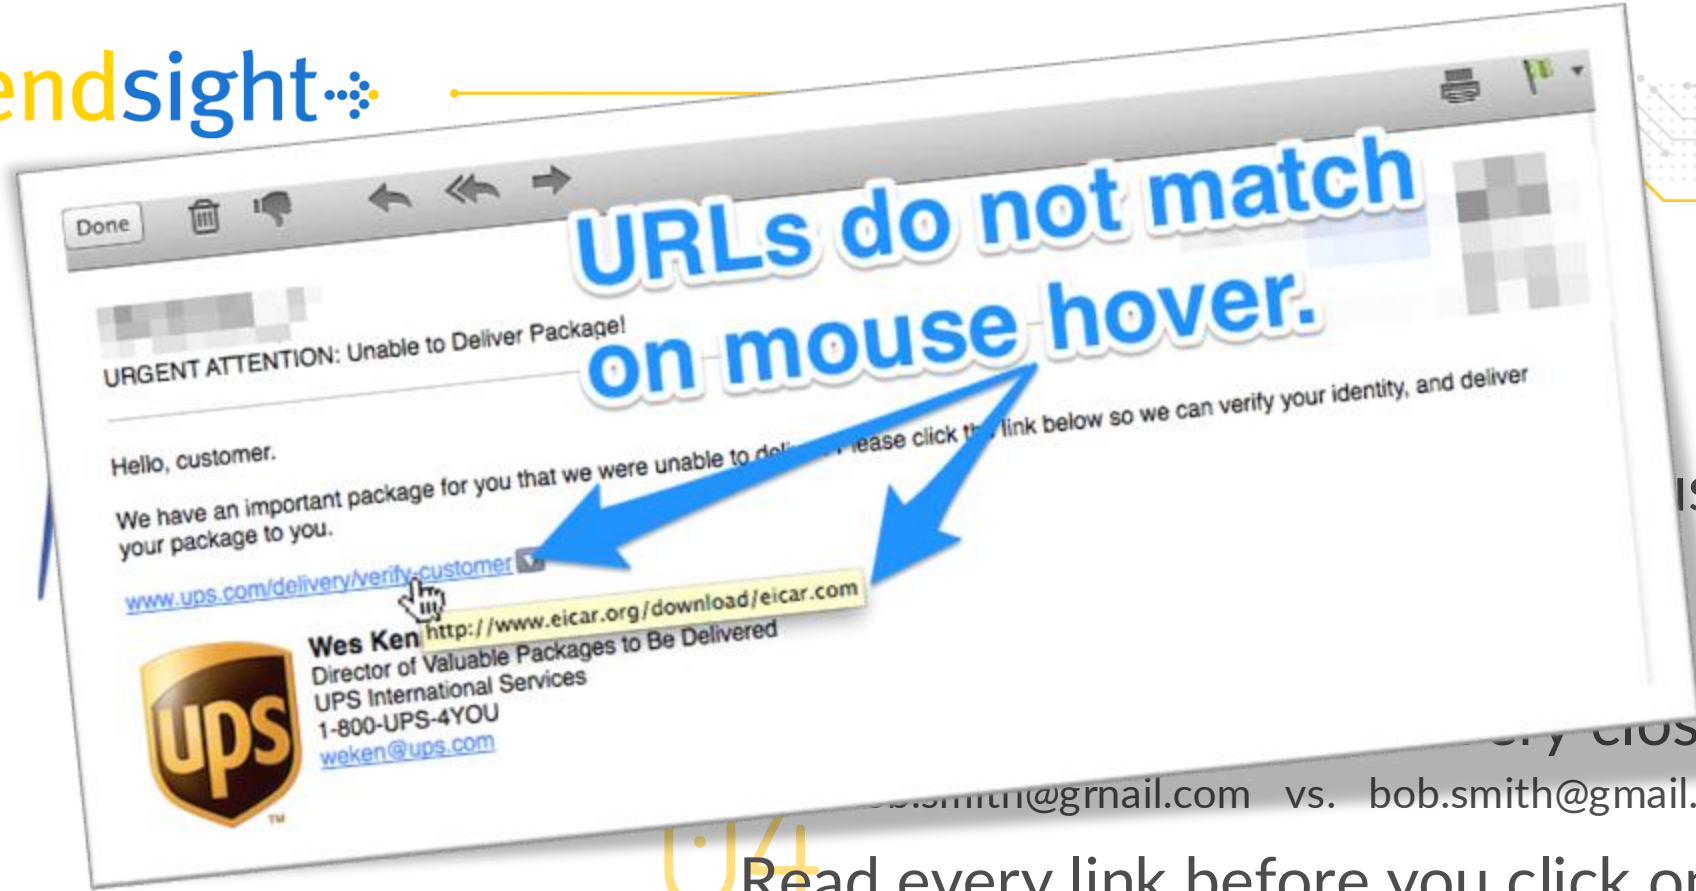 endsight
Done
URLs do not match
on mouse hover.
URGENT ATTENTION: Unable to Deliver Package!
Hello, customer.
We have an important package for you that we were unable to click the link below so we can verify your identity, and deliver
your package to you.
www.ups.com/delivery/verify-customer
http://www.eicar.org/download/eicar.com
Wes Ken
Director of Valuable Packages to Be Delivered
UPS International Services
1-800-UPS-4YOU
weken@ups.com
ups
TM
smith@grnail.com vs. bob.smith@gmail.
04
Read every link before you click